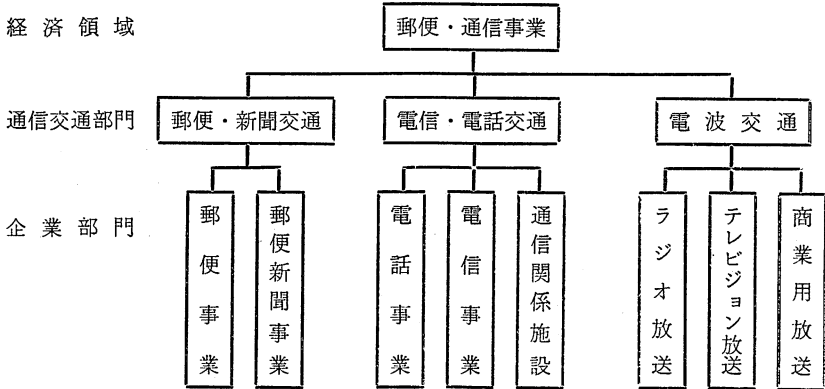 経済領域
郵便・通信事業
通信交通部門
郵便・新聞交通
電信・電話交通
電波交通
企業部門
郵便事業
郵便新聞事業
電話事業
電信事業
通信関係施設
ラジオ放送
テレビジョン放送
商業用放送